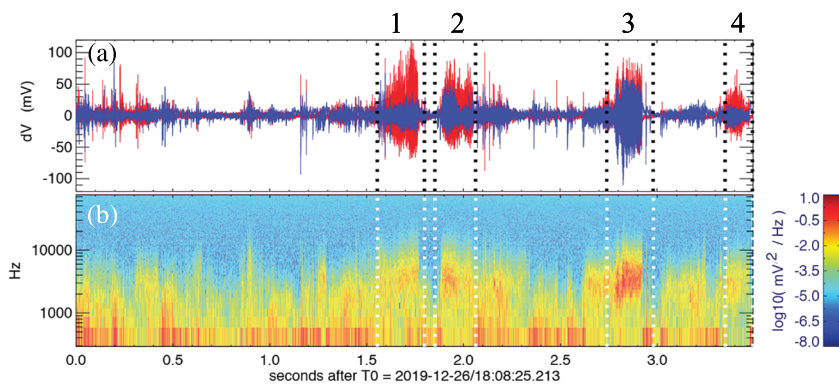 1 2 3 4
(a)
100
50
0
-50
-100
dV (mV)
(b)
10000
1000
Hz
0.0 0.5 1.0 1.5 2.0 2.5 3.0
seconds after T0 = 2019-12-26/18:08:25.213
1.0
-0.5
-2.0
-3.5
-5.0
-6.5
-8.0
log10( mV^2 / Hz )